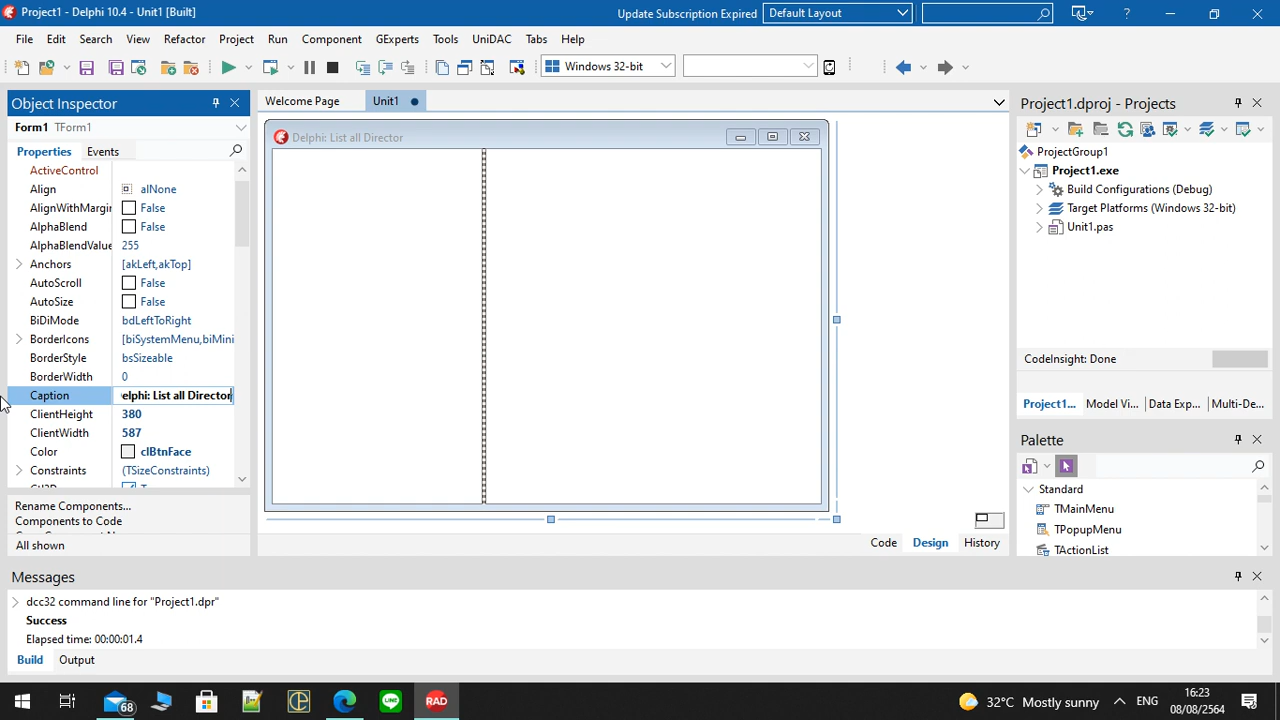 Project1 - Delphi 10.4 - Unit1 [Built]
Update Subscription Expired
Default Layout
File Edit Search View Refactor Project Run Component GExperts Tools UniDAC Tabs Help
Windows 32-bit
Object Inspector
Form1 TForm1
Properties Events
ActiveControl
Align alNone
AlignWithMargin False
AlphaBlend False
AlphaBlendValue 255
Anchors [akLeft,akTop]
AutoScroll False
AutoSize False
BiDiMode bdLeftToRight
BorderIcons [biSystemMenu,biMini
BorderStyle bsSizeable
BorderWidth 0
Caption elphi: List all Director
ClientHeight 380
ClientWidth 587
Color clBtnFace
Constraints (TSizeConstraints)
Rename Components...
Components to Code
All shown
Welcome Page Unit1
Delphi: List all Director
Code Design History
Project1.dproj - Projects
ProjectGroup1
Project1.exe
Build Configurations (Debug)
Target Platforms (Windows 32-bit)
Unit1.pas
CodeInsight: Done
Project1... Model Vi... Data Exp... Multi-De...
Palette
Standard
TMainMenu
TPopupMenu
TActionList
Messages
dcc32 command line for "Project1.dpr"
Success
Elapsed time: 00:00:01.4
Build Output
68
RAD
LINE
32°C Mostly sunny
ENG
16:23
08/08/2564